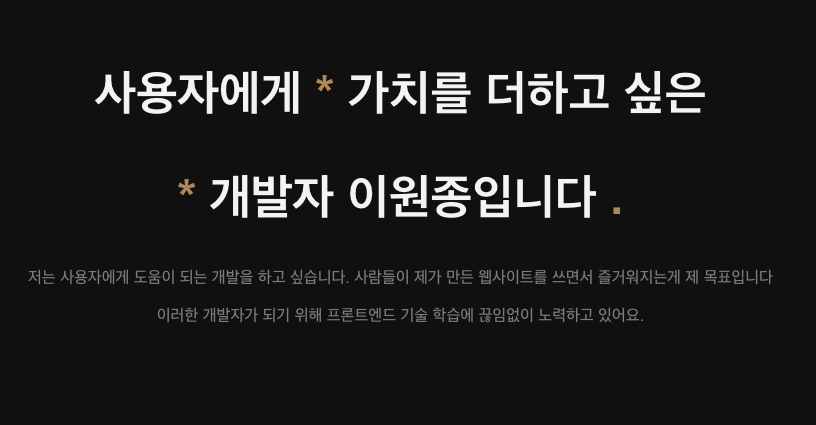 사용자에게 * 가치를 더하고 싶은
* 개발자 이원종입니다 .
저는 사용자에게 도움이 되는 개발을 하고 싶습니다. 사람들이 제가 만든 웹사이트를 쓰면서 즐거워지는게 제 목표입니다
이러한 개발자가 되기 위해 프론트엔드 기술 학습에 끊임없이 노력하고 있어요.